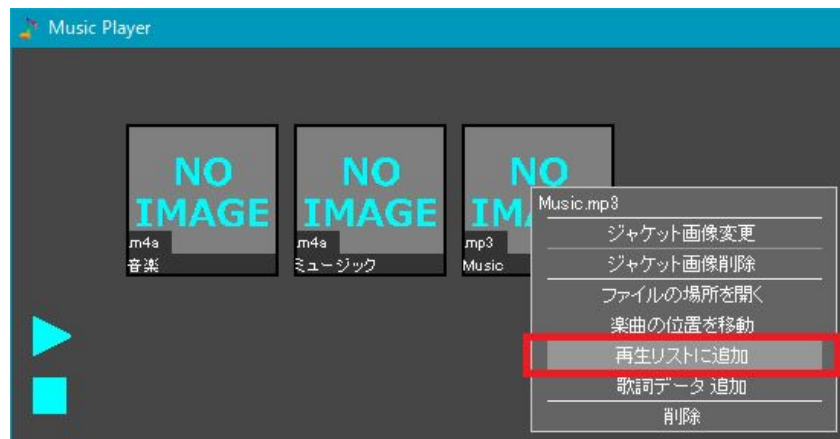 Music Player
NO
IMAGE
.m4a
音楽
NO
IMAGE
.m4a
ミュージック
NO
.mp3
Music
Music.mp3
ジャケット画像変更
ジャケット画像削除
ファイルの場所を開く
楽曲の位置を移動
再生リストに追加
歌詞データ 追加
削除